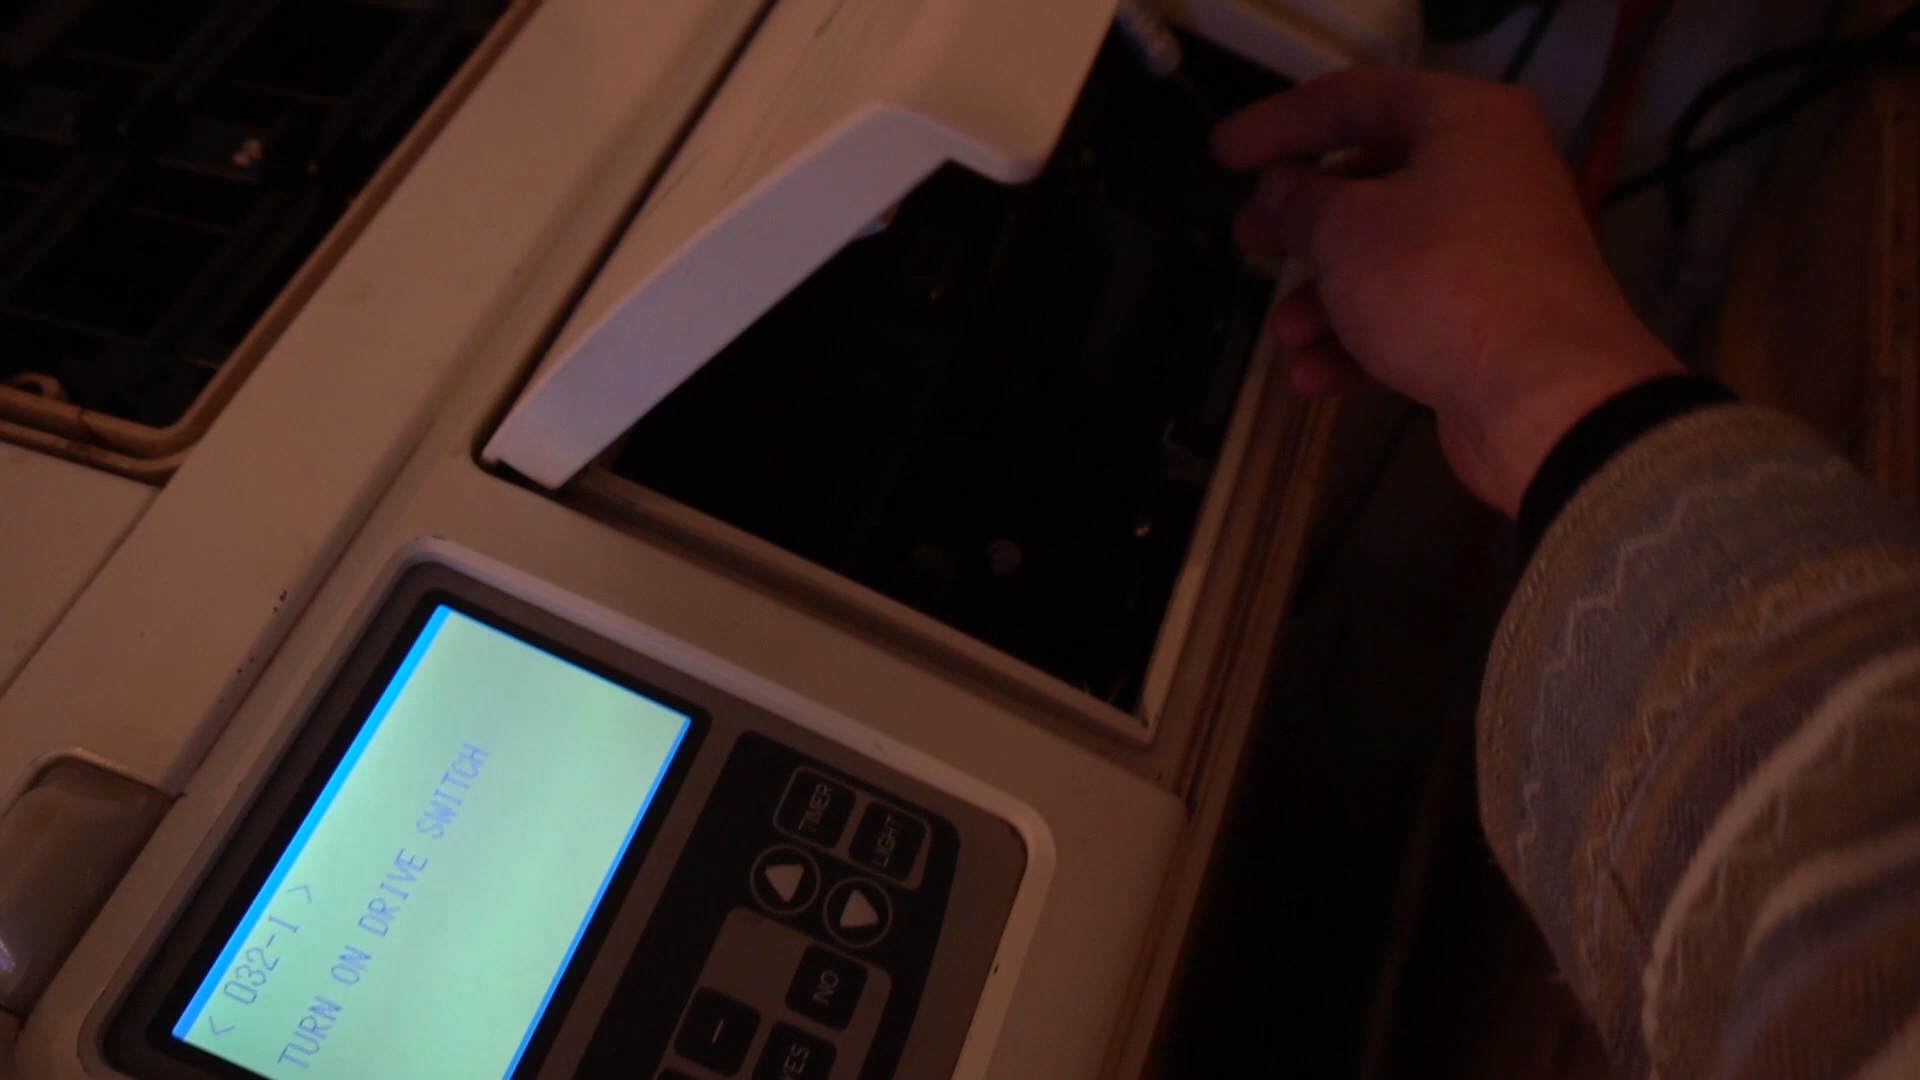 < 032-1 >
TURN ON DRIVE SWITCH
TIMER
LIGHT
NO
-
YES